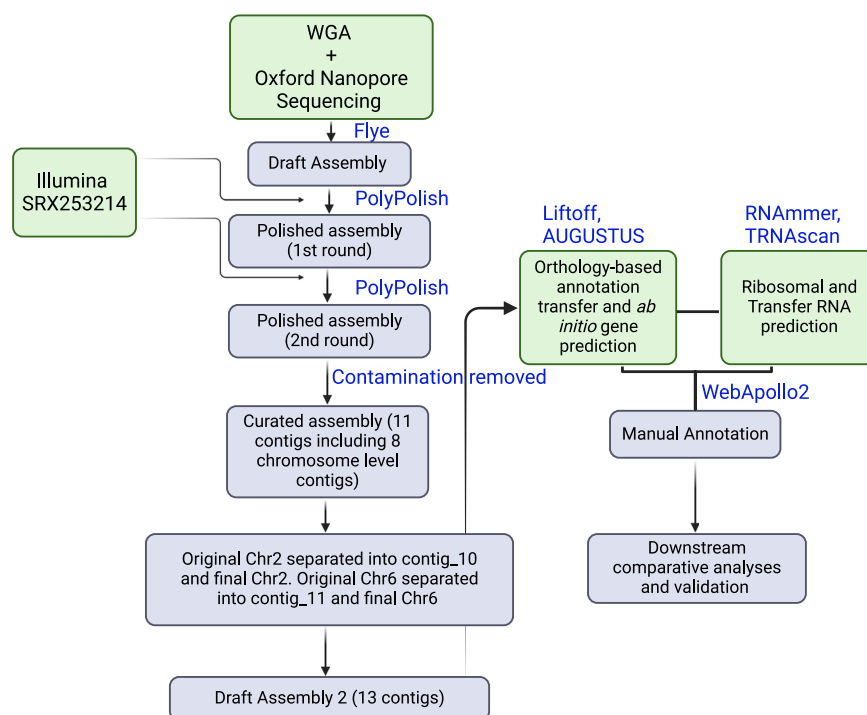 WGA
+
Oxford Nanopore
Sequencing
Flye
Draft Assembly
Illumina
SRX253214
PolyPolish
Polished assembly
(1st round)
PolyPolish
Polished assembly
(2nd round)
Contamination removed
Curated assembly (11
contigs including 8
chromosome level
contigs)
Original Chr2 separated into contig_10
and final Chr2. Original Chr6 separated
into contig_11 and final Chr6
Draft Assembly 2 (13 contigs)
Liftoff,
AUGUSTUS
Orthology-based
annotation
transfer and ab
initio gene
prediction
RNAmmer,
TRNAscan
Ribosomal and
Transfer RNA
prediction
WebApollo2
Manual Annotation
Downstream
comparative analyses
and validation